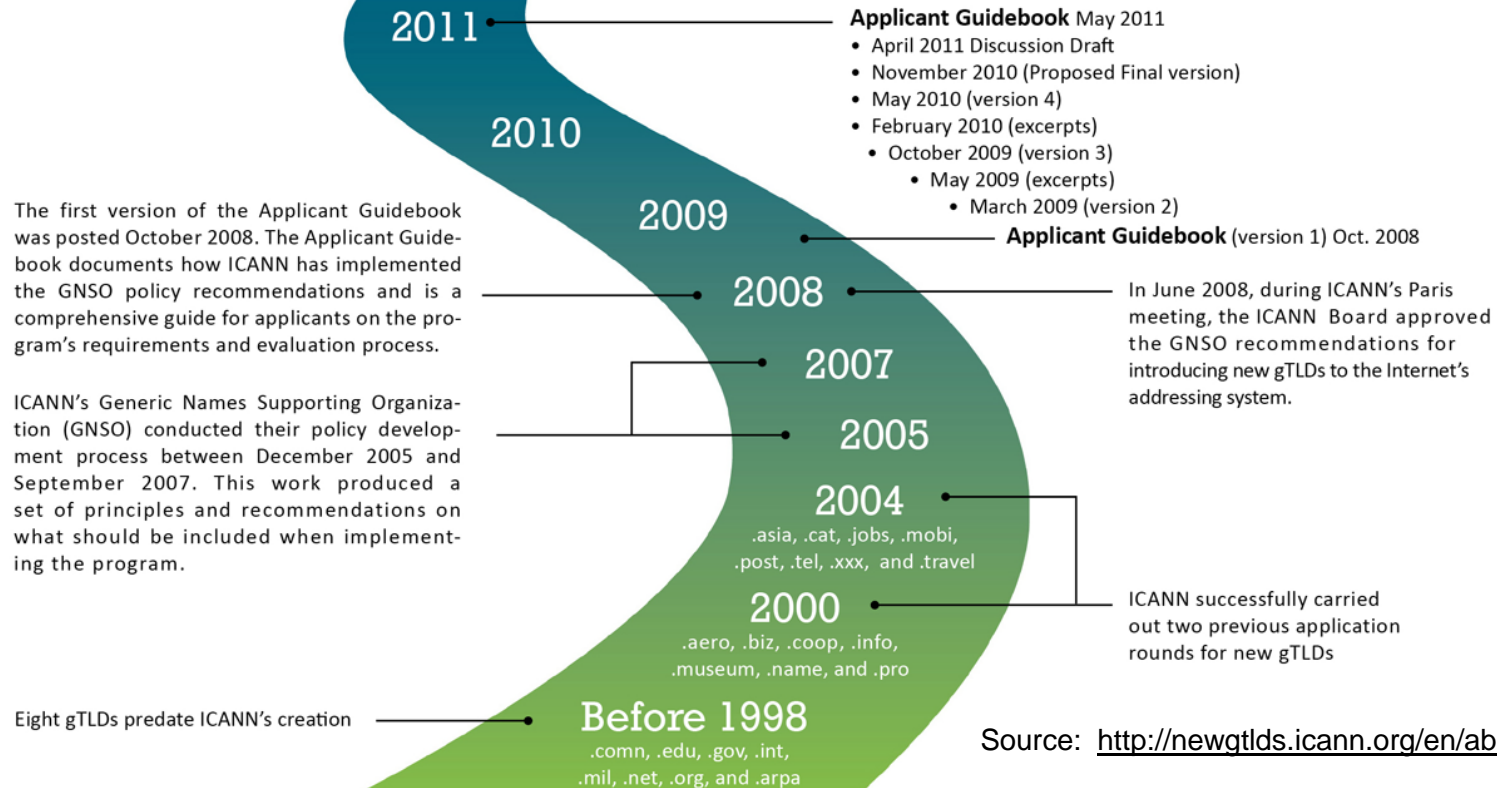 2011
Applicant Guidebook May 2011
• April 2011 Discussion Draft
• November 2010 (Proposed Final version)
• May 2010 (version 4)
• February 2010 (excerpts)
• October 2009 (version 3)
• May 2009 (excerpts)
• March 2009 (version 2)
2010
2009
Applicant Guidebook (version 1) Oct. 2008
The first version of the Applicant Guidebook
was posted October 2008. The Applicant Guide-
book documents how ICANN has implemented
the GNSO policy recommendations and is a
comprehensive guide for applicants on the pro-
gram's requirements and evaluation process.
2008
In June 2008, during ICANN's Paris
meeting, the ICANN Board approved
the GNSO recommendations for
introducing new gTLDs to the Internet's
addressing system.
2007
ICANN's Generic Names Supporting Organiza-
tion (GNSO) conducted their policy develop-
ment process between December 2005 and
September 2007. This work produced a
set of principles and recommendations on
what should be included when implement-
ing the program.
2005
2004
.asia, .cat, .jobs, .mobi,
.post, .tel, .xxx, and .travel
2000
.aero, .biz, .coop, .info,
.museum, .name, and .pro
ICANN successfully carried
out two previous application
rounds for new gTLDs
Eight gTLDs predate ICANN's creation
Before 1998
.comn, .edu, .gov, .int,
.mil, .net, .org, and .arpa
Source: http://newgtlds.icann.org/en/ab